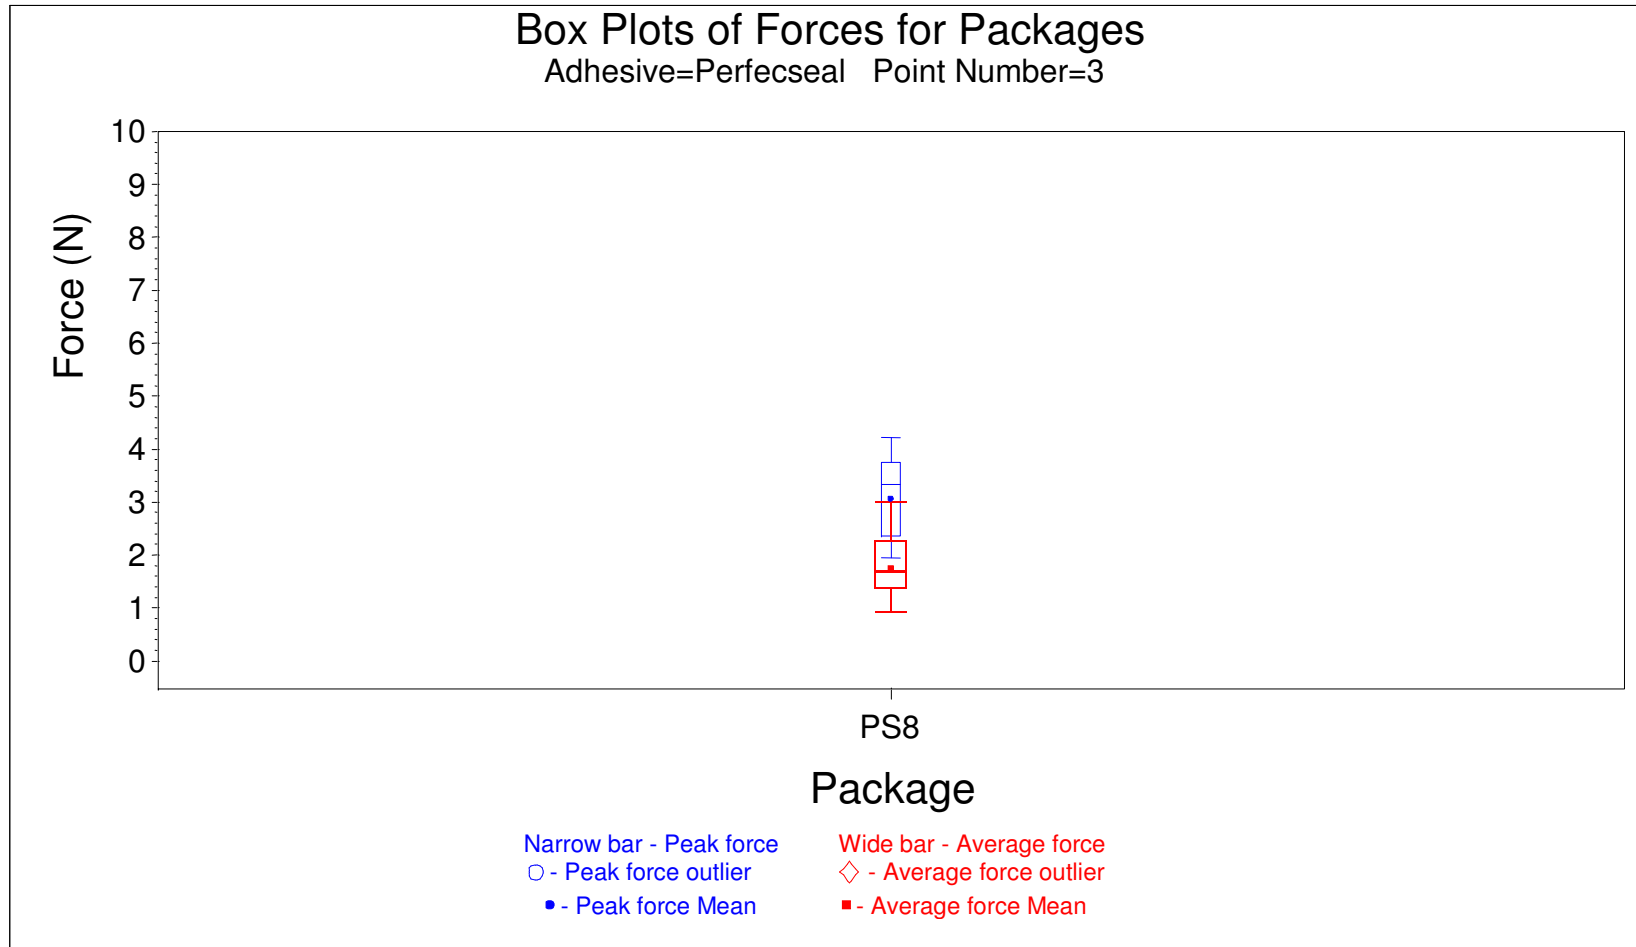 Box Plots of Forces for Packages
Adhesive=Perfecseal Point Number=3
Force (N)
10
9
8
7
6
5
4
3
2
1
0
PS8
Package
Narrow bar - Peak force
Wide bar - Average force
- Peak force outlier
- Average force outlier
- Peak force Mean
- Average force Mean